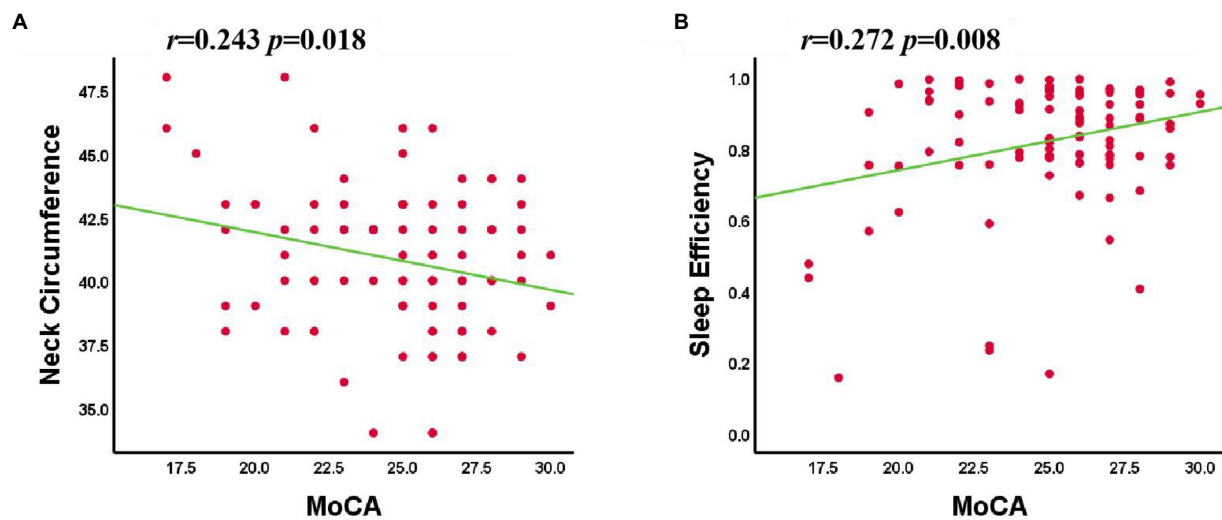 A
r=0.243 p=0.018
Neck Circumference
47.5
45.0
42.5
40.0
37.5
35.0
17.5 20.0 22.5 25.0 27.5 30.0
MoCA
B
r=0.272 p=0.008
Sleep Efficiency
1.0
0.8
0.6
0.4
0.2
0.0
17.5 20.0 22.5 25.0 27.5 30.0
MoCA